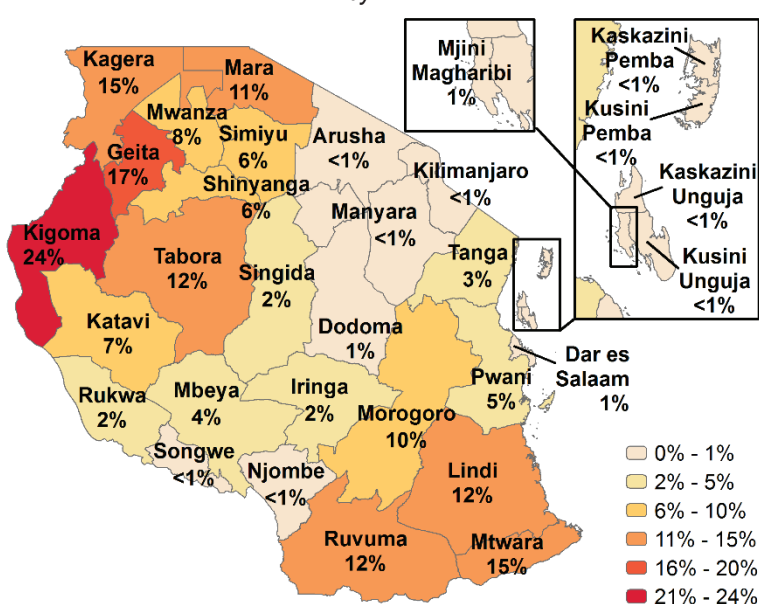 Kagera
15%
Mara
11%
Mwanza
8%
Simiyu
6%
Geita
17%
Shinyanga
6%
Arusha
<1%
Kilimanjaro
<1%
Manyara
<1%
Kigoma
24%
Tabora
12%
Singida
2%
Tanga
3%
Katavi
7%
Dodoma
1%
Dar es
Salaam
1%
Pwani
5%
Rukwa
2%
Mbeya
4%
Iringa
2%
Morogoro
10%
Songwe
<1%
Njombe
<1%
Lindi
12%
Ruvuma
12%
Mtwara
15%
Mjini
Magharibi
1%
Kaskazini
Pemba
<1%
Kusini
Pemba
<1%
Kaskazini
Unguja
<1%
Kusini
Unguja
<1%
0% - 1%
2% - 5%
6% - 10%
11% - 15%
16% - 20%
21% - 24%